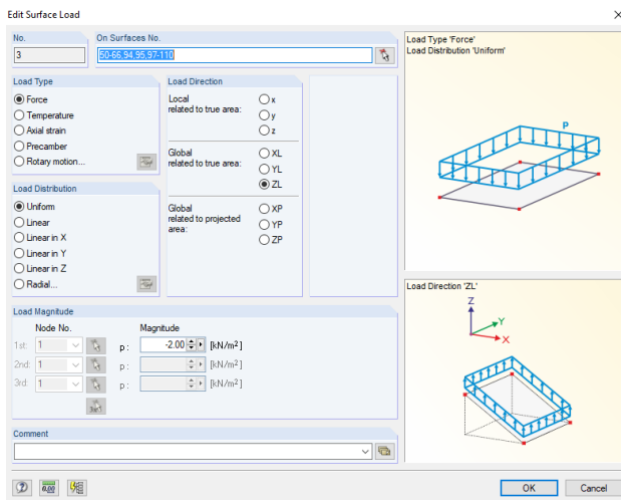 Edit Surface Load
No.
3
On Surfaces No.
50-66,94,95,97-110
Load Type
Force
Temperature
Axial strain
Precamber
Rotary motion...
Load Direction
Local
related to true area:
x
y
z
Global
related to true area:
XL
YL
ZL
Global
related to projected
area:
XP
YP
ZP
Load Distribution
Uniform
Linear
Linear in X
Linear in Y
Linear in Z
Radial...
Load Magnitude
Node No.
Magnitude
1st: 1 p: -2.00 [kN/m2]
2nd: 1 p: [kN/m2]
3rd: 1 p: [kN/m2]
Comment
Load Type 'Force'
Load Distribution 'Uniform'
p
Load Direction 'ZL'
Z
Y
X
0.00
OK
Cancel